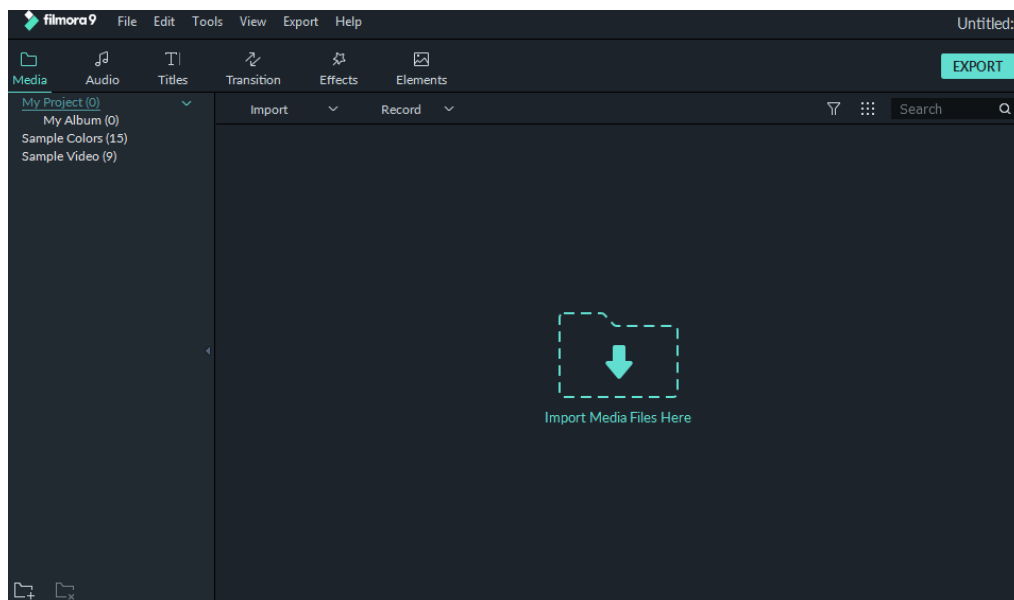 filmora9 File Edit Tools View Export Help Untitled:
Media Audio Titles Transition Effects Elements EXPORT
My Project (0) Import Record Search
My Album (0)
Sample Colors (15)
Sample Video (9)
Import Media Files Here